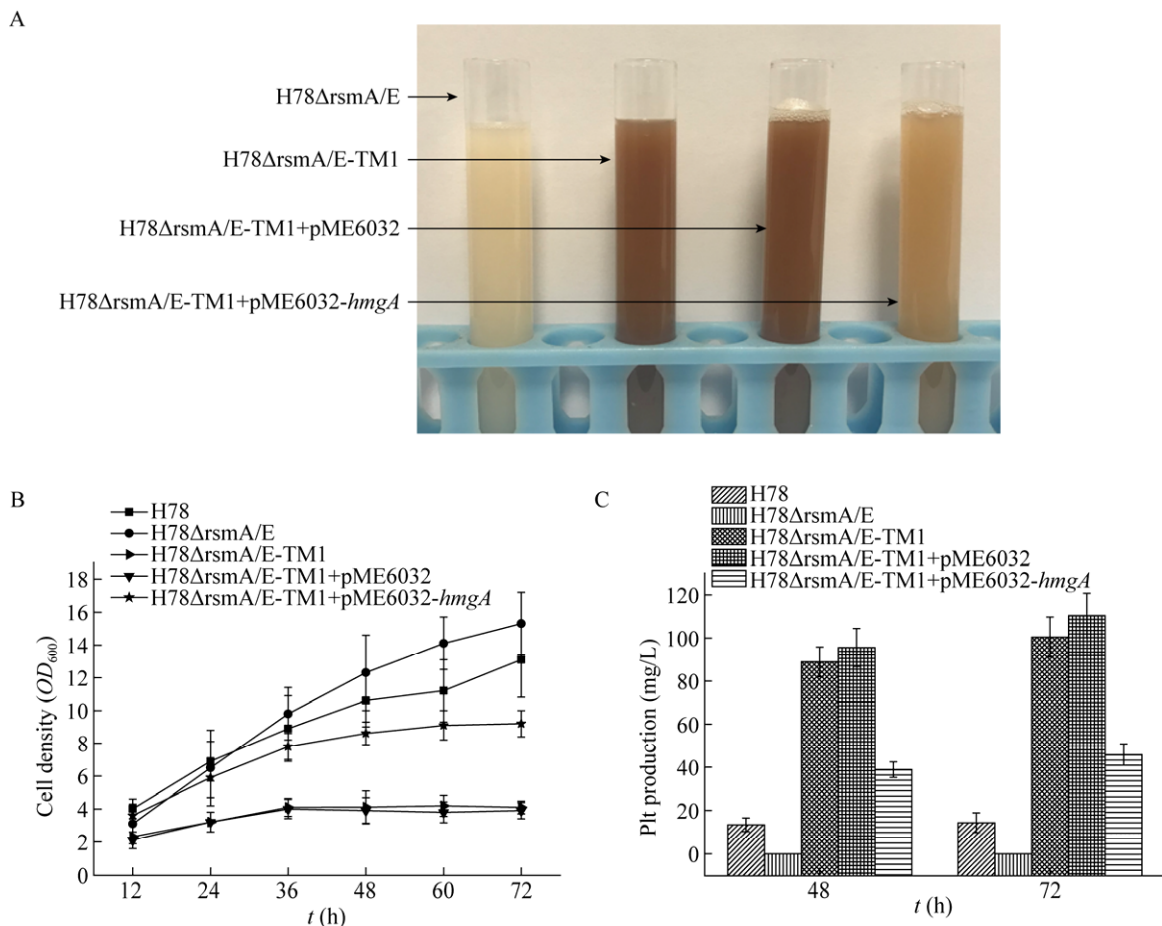 A
H78ΔrsmA/E
H78ΔrsmA/E-TM1
H78ΔrsmA/E-TM1+pME6032
H78ΔrsmA/E-TM1+pME6032-hmgA
B
H78
H78ΔrsmA/E
H78ΔrsmA/E-TM1
H78ΔrsmA/E-TM1+pME6032
H78ΔrsmA/E-TM1+pME6032-hmgA
Cell density (OD600)
18
16
14
12
10
8
6
4
2
0
12 24 36 48 60 72
t (h)
C
H78
H78ΔrsmA/E
H78ΔrsmA/E-TM1
H78ΔrsmA/E-TM1+pME6032
H78ΔrsmA/E-TM1+pME6032-hmgA
Plt production (mg/L)
120
100
80
60
40
20
0
48 72
t (h)